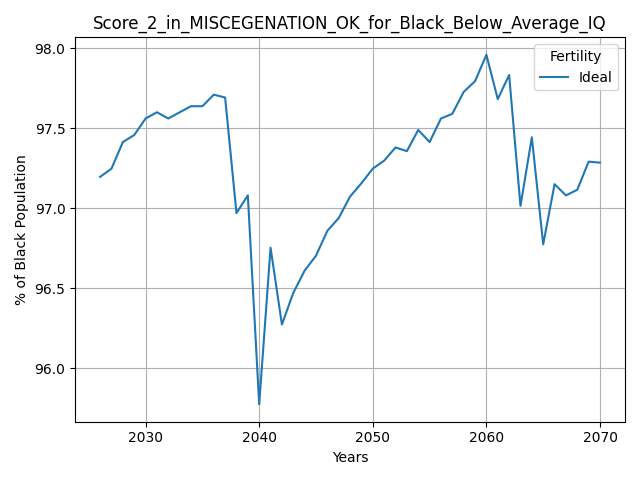 Score_2_in_MISCEGENATION_OK_for_Black_Below_Average_IQ
Fertility
Ideal
98.0
97.5
97.0
96.5
96.0
% of Black Population
2030 2040 2050 2060 2070
Years